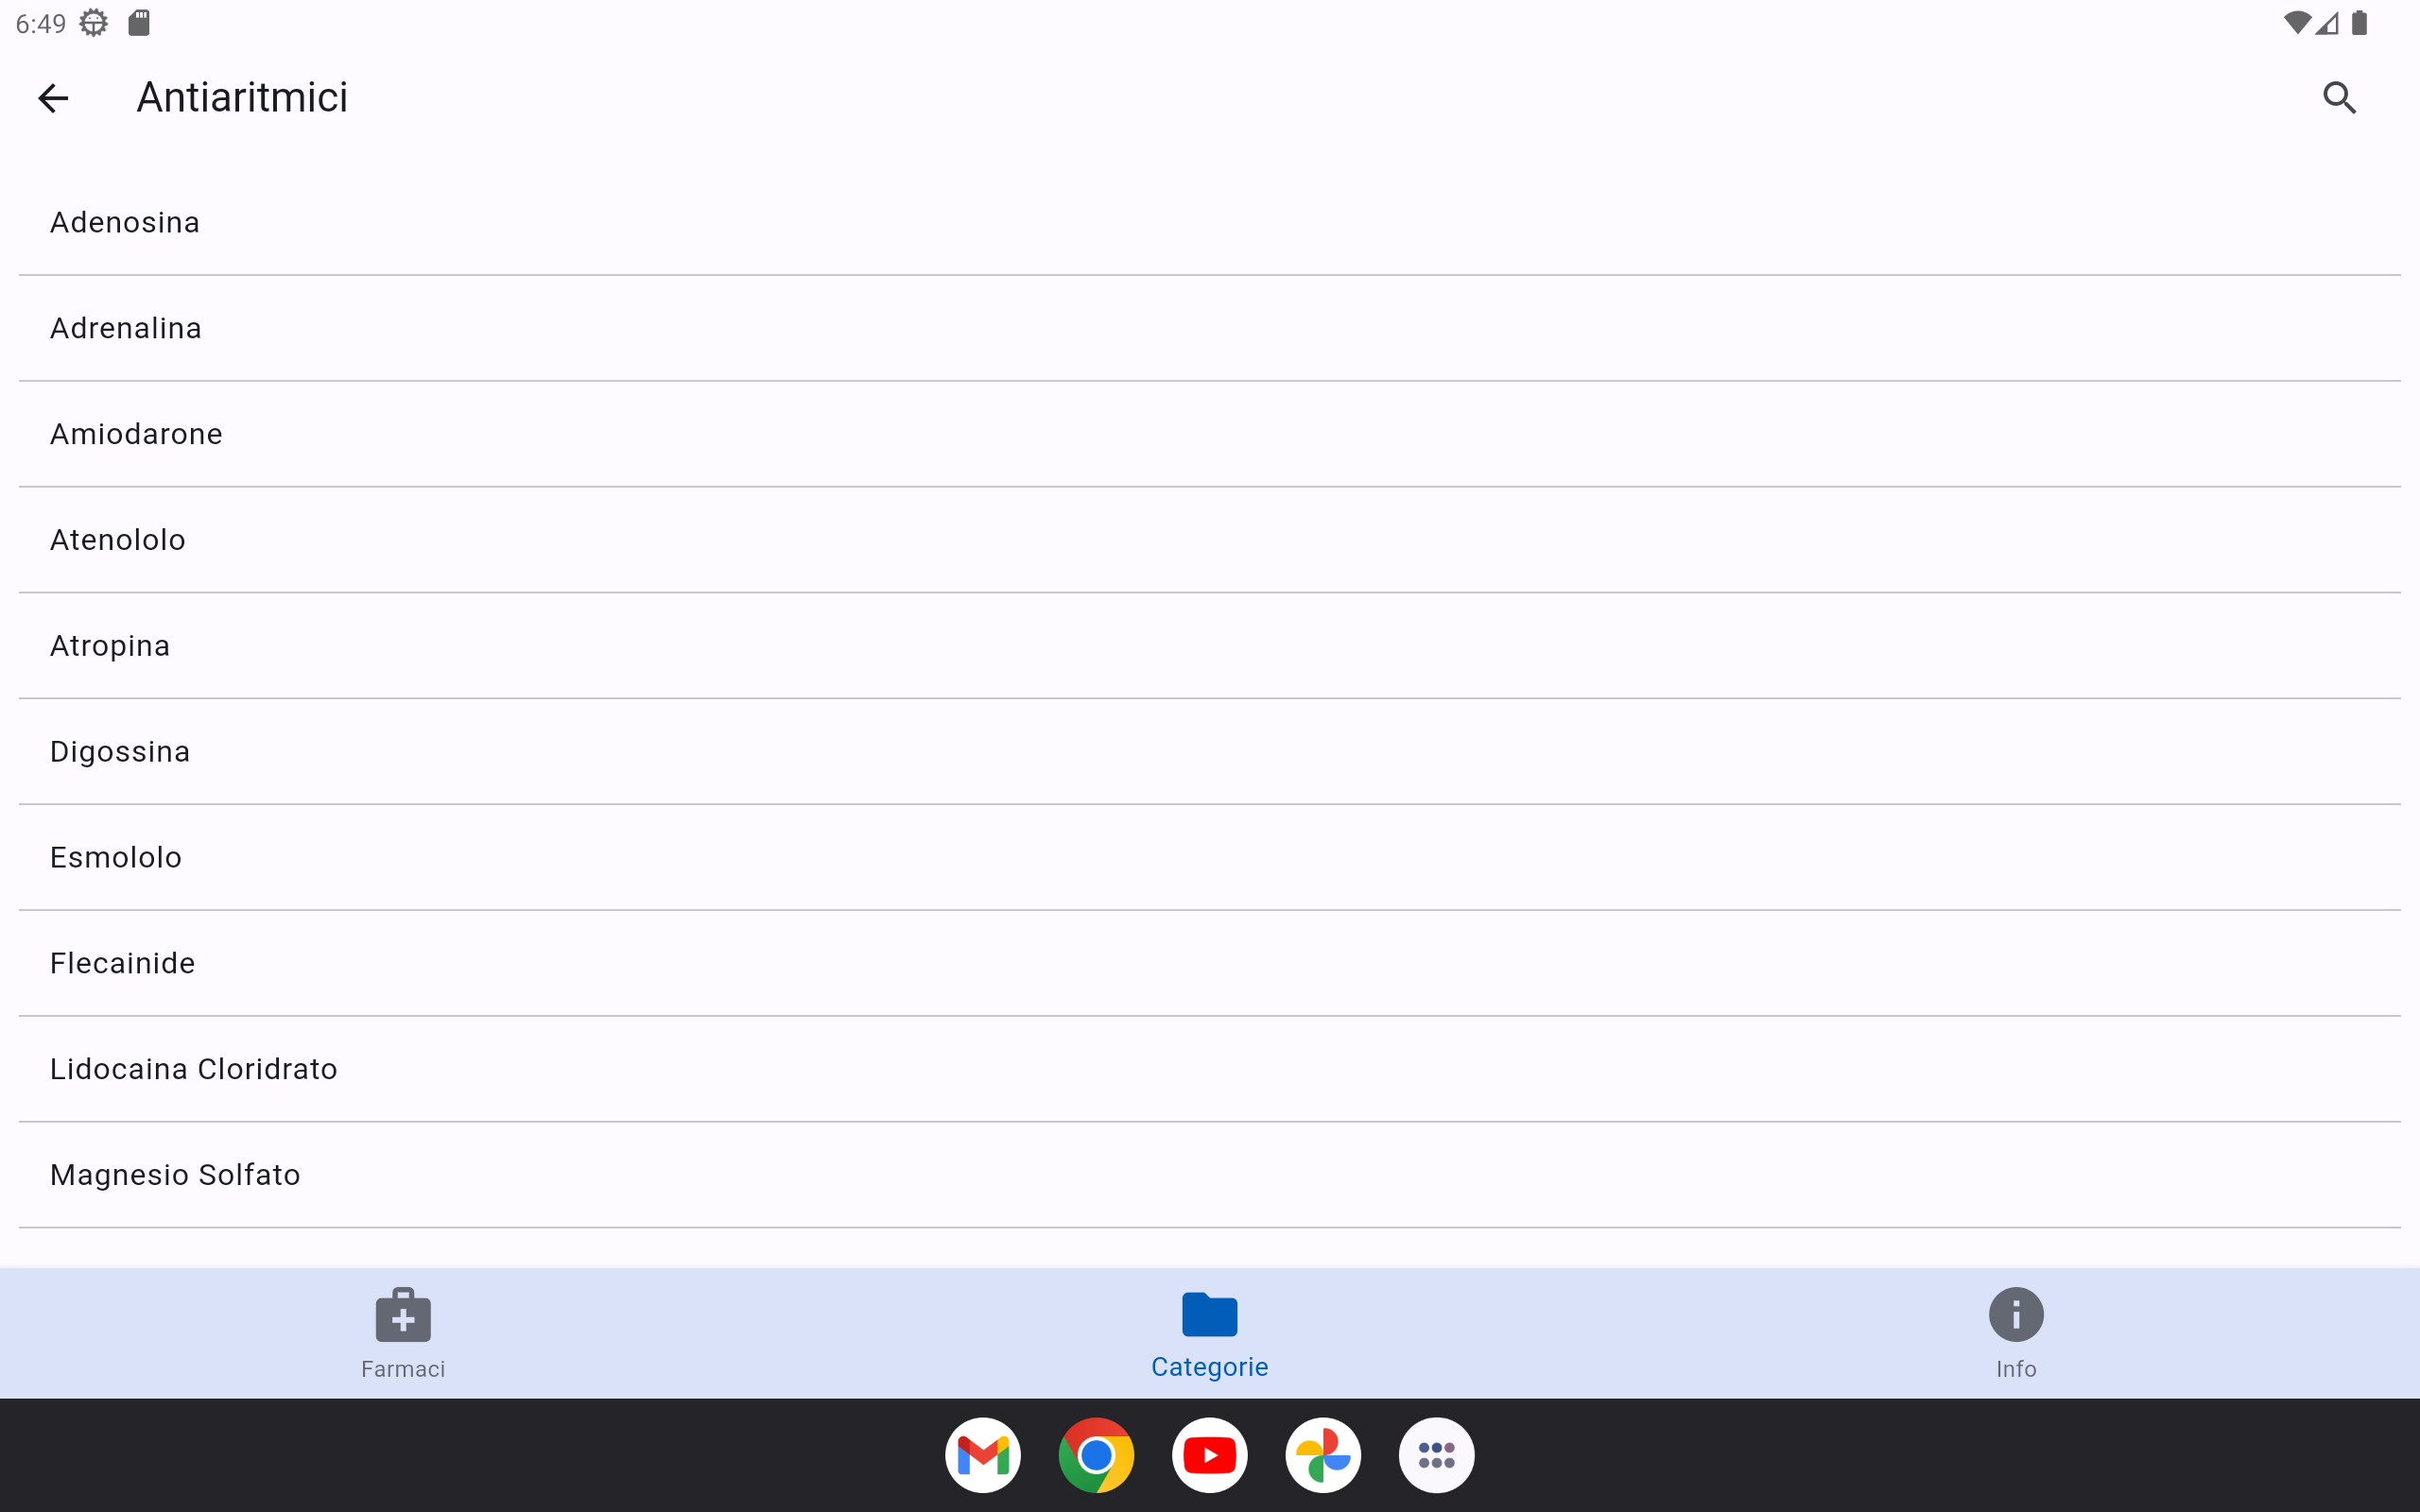 6:49
Antiaritmici
Adenosina
Adrenalina
Amiodarone
Atenololo
Atropina
Digossina
Esmololo
Flecainide
Lidocaina Cloridrato
Magnesio Solfato
Farmaci
Categorie
Info